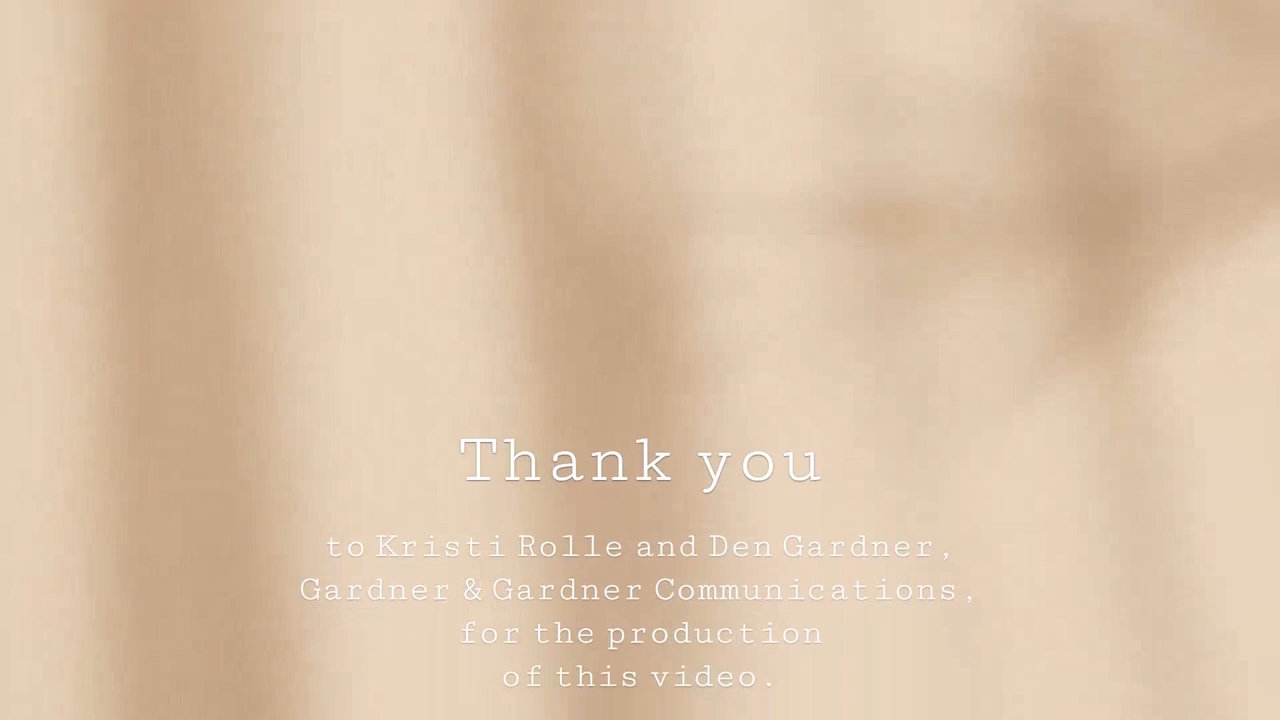 Thank you
to Kristi Rolle and Den Gardner,
Gardner & Gardner Communications,
for the production
of this video.